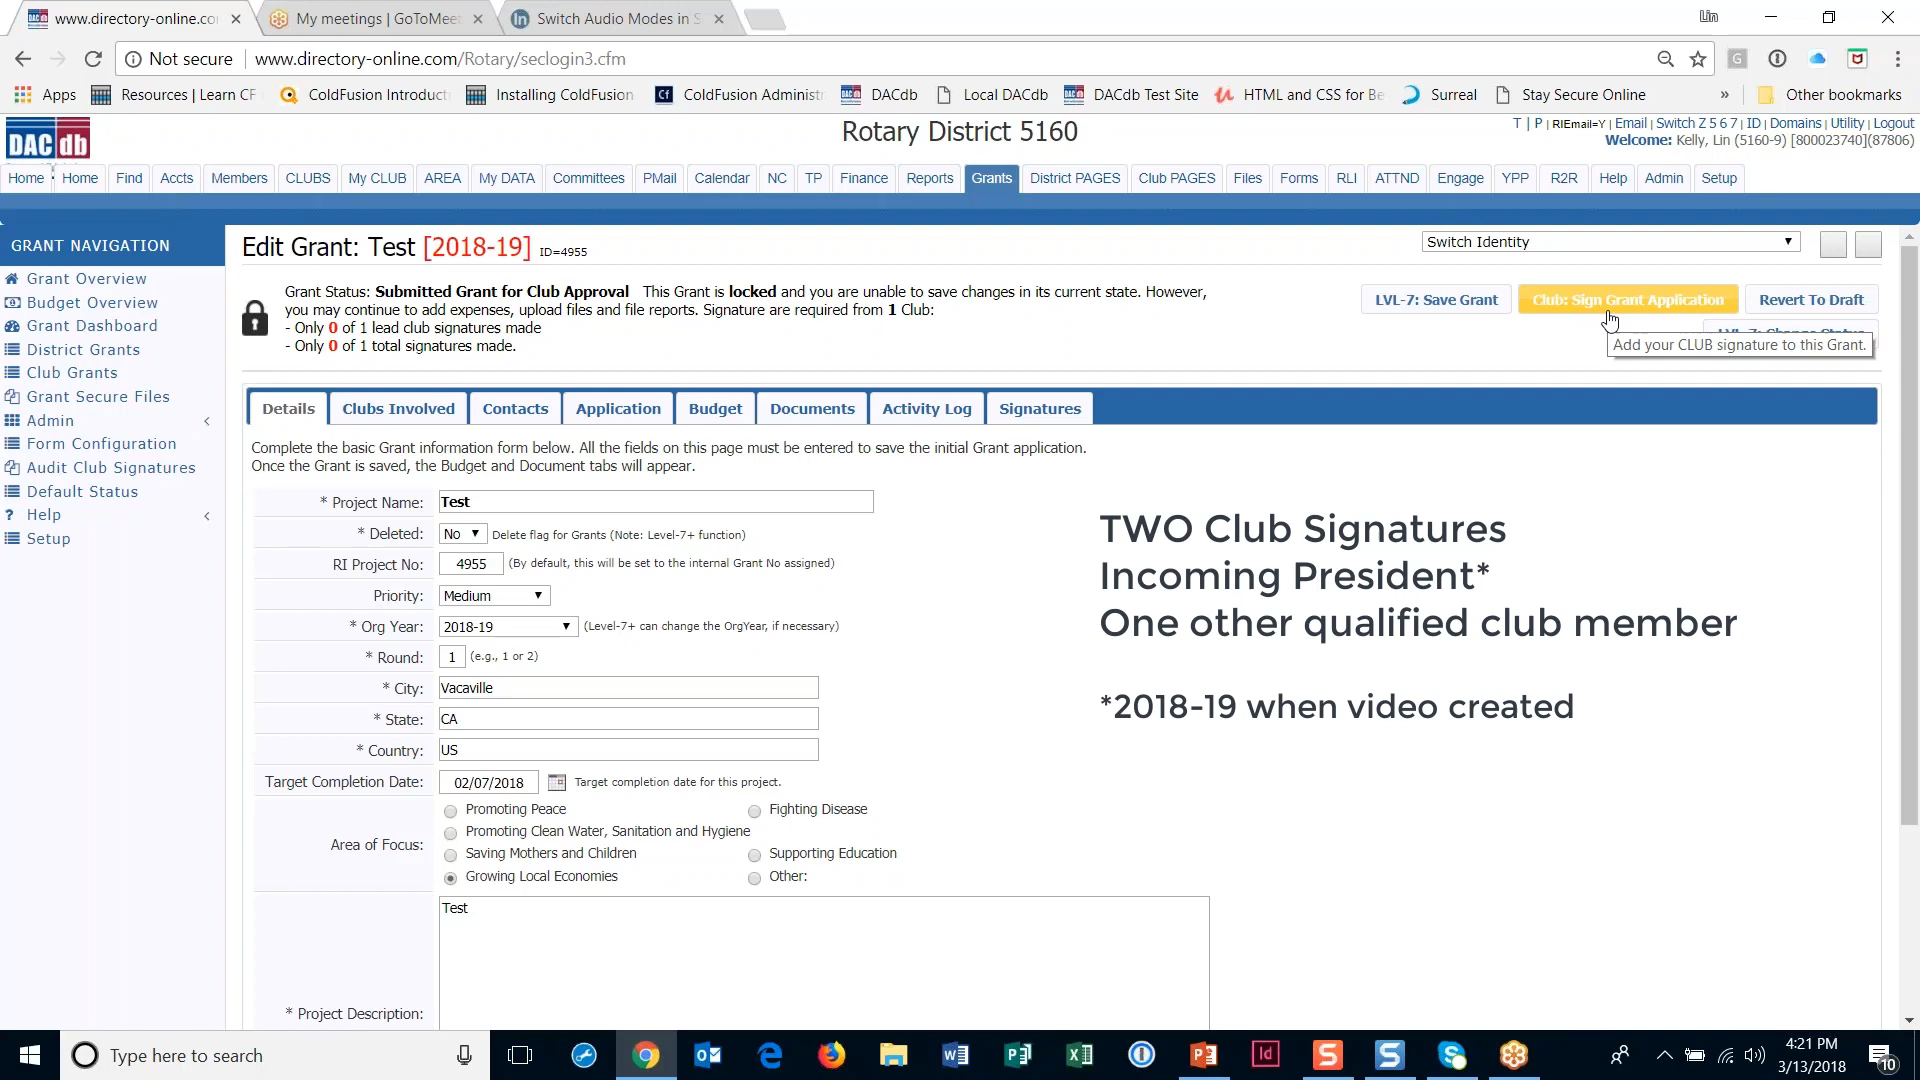 www.directory-online.co
My meetings | GoToMee
Switch Audio Modes in S
Lin
Not secure
www.directory-online.com/Rotary/seclogin3.cfm
Apps
Resources | Learn CF
ColdFusion Introduct
Installing ColdFusion
ColdFusion Administr
DACdb
Local DACdb
DACdb Test Site
HTML and CSS for Be
Surreal
Stay Secure Online
»
Other bookmarks
DACdb
Rotary District 5160
T | P | RIEmail=Y | Email | Switch Z 5 6 7 | ID | Domains | Utility | Logout
Welcome: Kelly, Lin (5160-9) [800023740](87806)
Home
Home
Find
Accts
Members
CLUBS
My CLUB
AREA
My DATA
Committees
PMail
Calendar
NC
TP
Finance
Reports
Grants
District PAGES
Club PAGES
Files
Forms
RLI
ATTND
Engage
YPP
R2R
Help
Admin
Setup
GRANT NAVIGATION
Grant Overview
Budget Overview
Grant Dashboard
District Grants
Club Grants
Grant Secure Files
Admin
Form Configuration
Audit Club Signatures
Default Status
Help
Setup
Edit Grant: Test [2018-19] ID=4955
Switch Identity
Grant Status: Submitted Grant for Club Approval This Grant is locked and you are unable to save changes in its current state. However,
you may continue to add expenses, upload files and file reports. Signature are required from 1 Club:
- Only 0 of 1 lead club signatures made
- Only 0 of 1 total signatures made.
LVL-7: Save Grant
Club: Sign Grant Application
Revert To Draft
LVL-7: Change Status
Add your CLUB signature to this Grant.
Details
Clubs Involved
Contacts
Application
Budget
Documents
Activity Log
Signatures
Complete the basic Grant information form below. All the fields on this page must be entered to save the initial Grant application.
Once the Grant is saved, the Budget and Document tabs will appear.
* Project Name: Test
* Deleted: No Delete flag for Grants (Note: Level-7+ function)
RI Project No: 4955 (By default, this will be set to the internal Grant No assigned)
Priority: Medium
* Org Year: 2018-19 (Level-7+ can change the OrgYear, if necessary)
* Round: 1 (e.g., 1 or 2)
* City: Vacaville
* State: CA
* Country: US
Target Completion Date: 02/07/2018 Target completion date for this project.
Area of Focus:
Promoting Peace
Fighting Disease
Promoting Clean Water, Sanitation and Hygiene
Saving Mothers and Children
Supporting Education
Growing Local Economies
Other:
* Project Description:
Test
TWO Club Signatures
Incoming President*
One other qualified club member
*2018-19 when video created
Type here to search
4:21 PM
3/13/2018
10